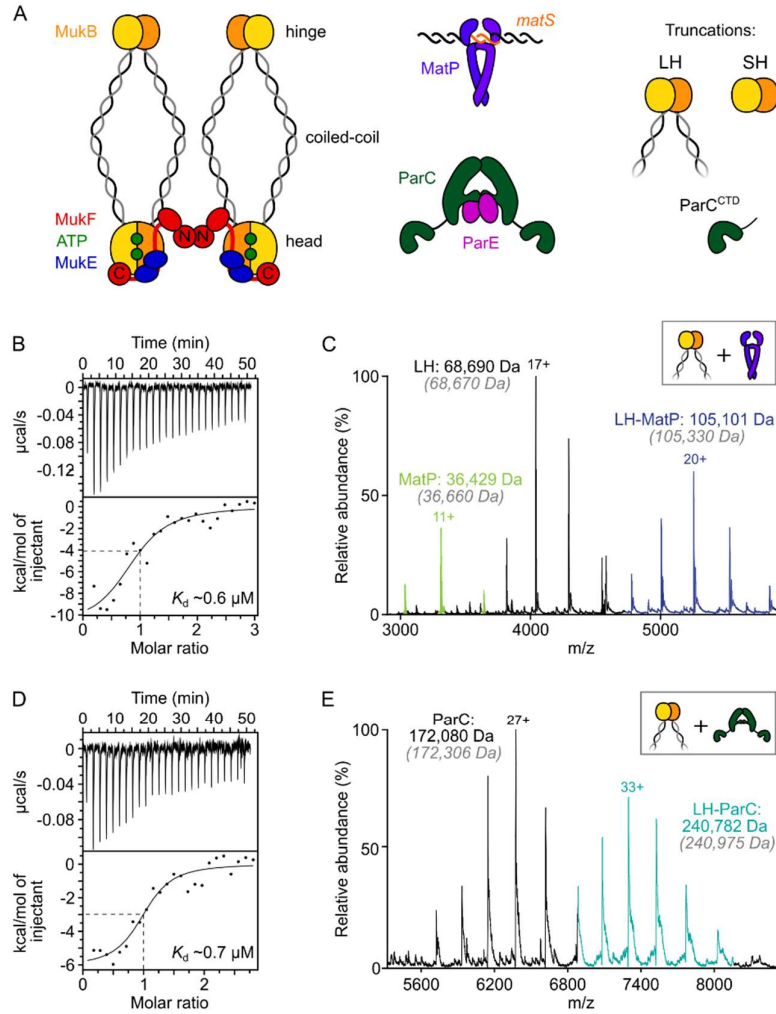 A
MukB
hinge
coiled-coil
MukF
ATP
MukE
head
N N
C
C
matS
MatP
ParC
ParE
Truncations:
LH
SH
ParC^CTD
B
Time (min)
0 10 20 30 40 50
µcal/s
0
-0.04
-0.08
-0.12
kcal/mol of
injectant
0
-2
-4
-6
-8
-10
Kd ~0.6 µM
0 1 2 3
Molar ratio
C
Relative abundance (%)
100
50
0
LH: 68,690 Da
(68,670 Da)
17+
MatP: 36,429 Da
(36,660 Da)
11+
LH-MatP: 105,101 Da
(105,330 Da)
20+
3000 4000 5000
m/z
D
Time (min)
0 10 20 30 40 50
µcal/s
0
-0.04
-0.08
kcal/mol of
injectant
0
-2
-4
-6
Kd ~0.7 µM
0 1 2
Molar ratio
E
Relative abundance (%)
100
50
0
ParC:
172,080 Da
(172,306 Da)
27+
33+
LH-ParC:
240,782 Da
(240,975 Da)
5600 6200 6800 7400 8000
m/z